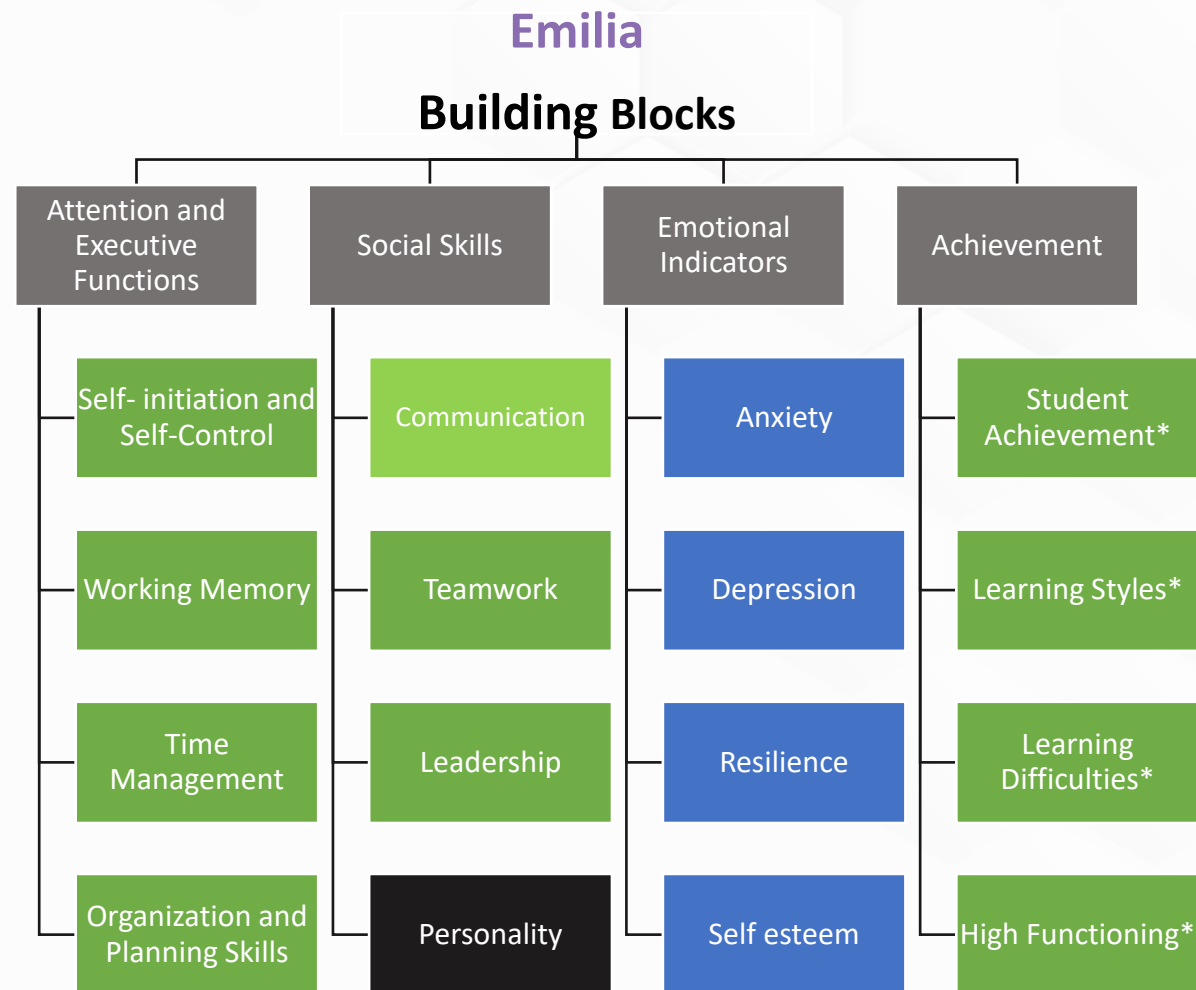 Emilia
Building Blocks
Attention and
Executive
Functions
Self- initiation and
Self-Control
Working Memory
Time
Management
Organization and
Planning Skills
Social Skills
Communication
Teamwork
Leadership
Personality
Emotional
Indicators
Anxiety
Depression
Resilience
Self esteem
Achievement
Student
Achievement*
Learning Styles*
Learning
Difficulties*
High Functioning*